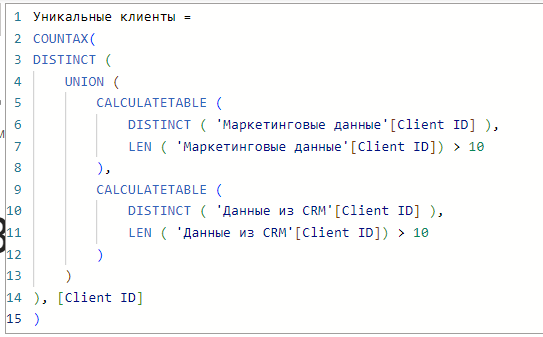 1 Уникальные клиенты =
2 COUNTAX(
3 DISTINCT (
4 UNION (
5 CALCULATETABLE (
6 DISTINCT ( 'Маркетинговые данные'[Client ID] ),
7 LEN ( 'Маркетинговые данные'[Client ID]) > 10
8 ),
9 CALCULATETABLE (
10 DISTINCT ( 'Данные из CRM'[Client ID] ),
11 LEN ( 'Данные из CRM'[Client ID]) > 10
12 )
13 )
14 ), [Client ID]
15 )